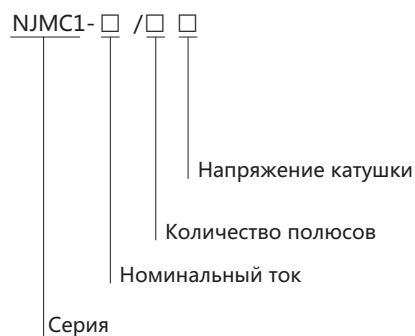 NJMC1-□ /□ □
Напряжение катушки
Количество полюсов
Номинальный ток
Серия